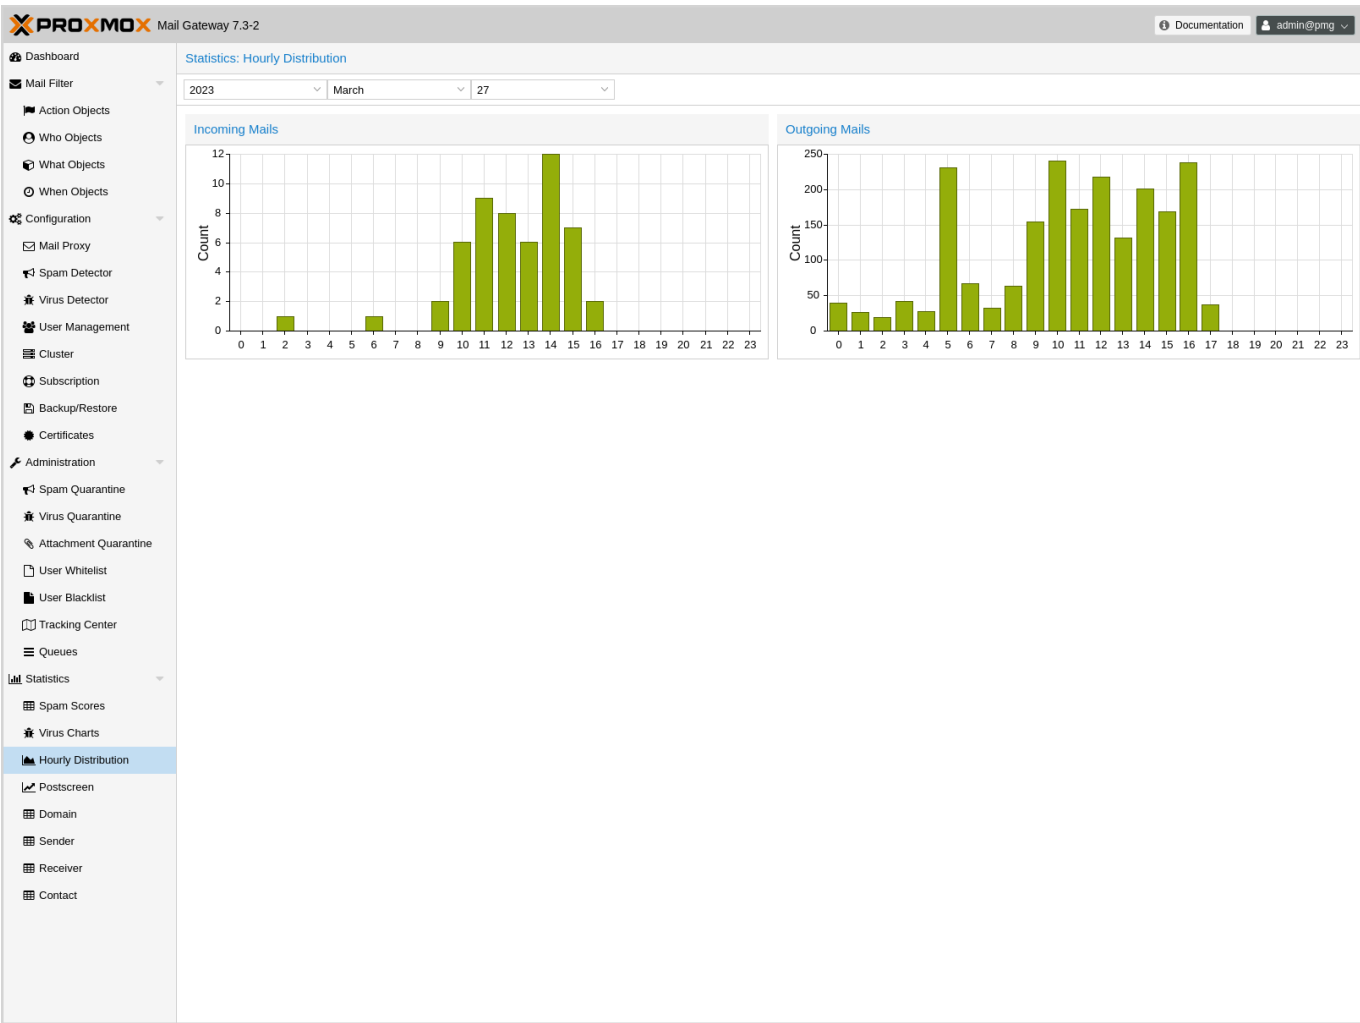 PROXMOX Mail Gateway 7.3-2
Documentation
admin@pmg
Dashboard
Mail Filter
Action Objects
Who Objects
What Objects
When Objects
Configuration
Mail Proxy
Spam Detector
Virus Detector
User Management
Cluster
Subscription
Backup/Restore
Certificates
Administration
Spam Quarantine
Virus Quarantine
Attachment Quarantine
User Whitelist
User Blacklist
Tracking Center
Queues
Statistics
Spam Scores
Virus Charts
Hourly Distribution
Postscreen
Domain
Sender
Receiver
Contact
Statistics: Hourly Distribution
2023 March 27
Incoming Mails
Count
12
10
8
6
4
2
0
0 1 2 3 4 5 6 7 8 9 10 11 12 13 14 15 16 17 18 19 20 21 22 23
Outgoing Mails
Count
250
200
150
100
50
0
0 1 2 3 4 5 6 7 8 9 10 11 12 13 14 15 16 17 18 19 20 21 22 23